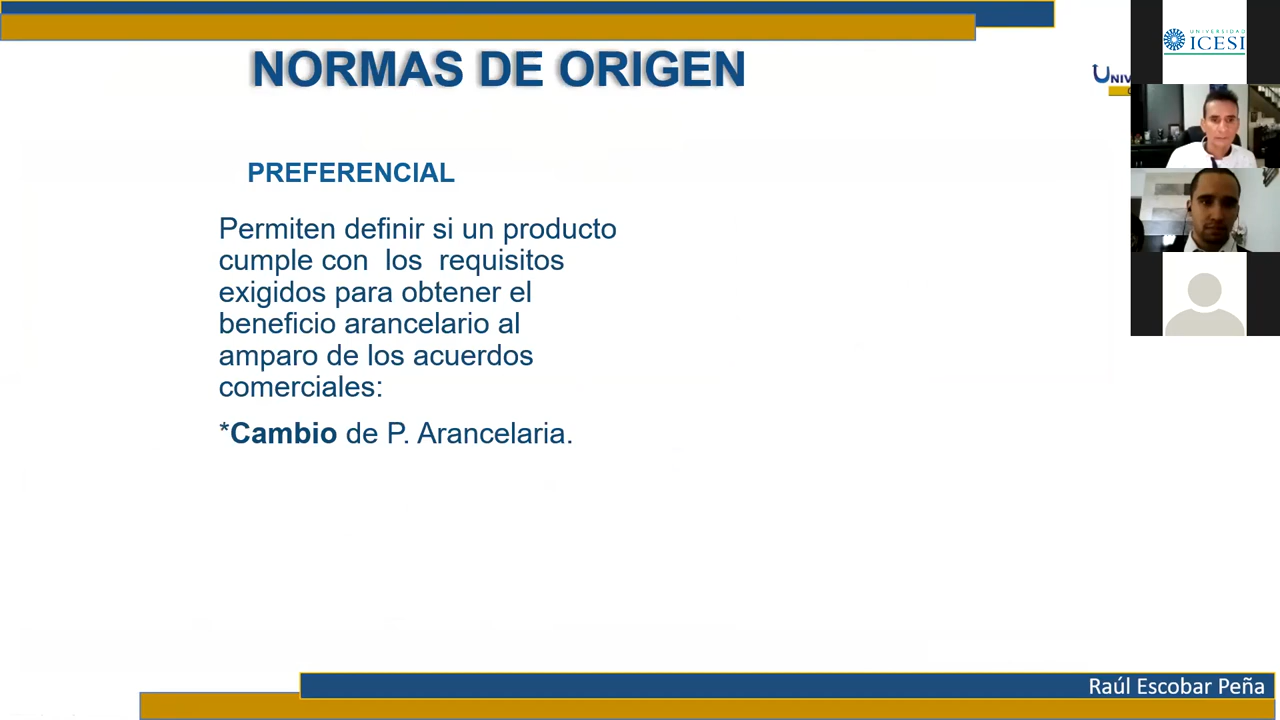 NORMAS DE ORIGEN
UNIVERSIDAD
ICESI
PREFERENCIAL
Permiten definir si un producto
cumple con los requisitos
exigidos para obtener el
beneficio arancelario al
amparo de los acuerdos
comerciales:
*Cambio de P. Arancelaria.
Raúl Escobar Peña